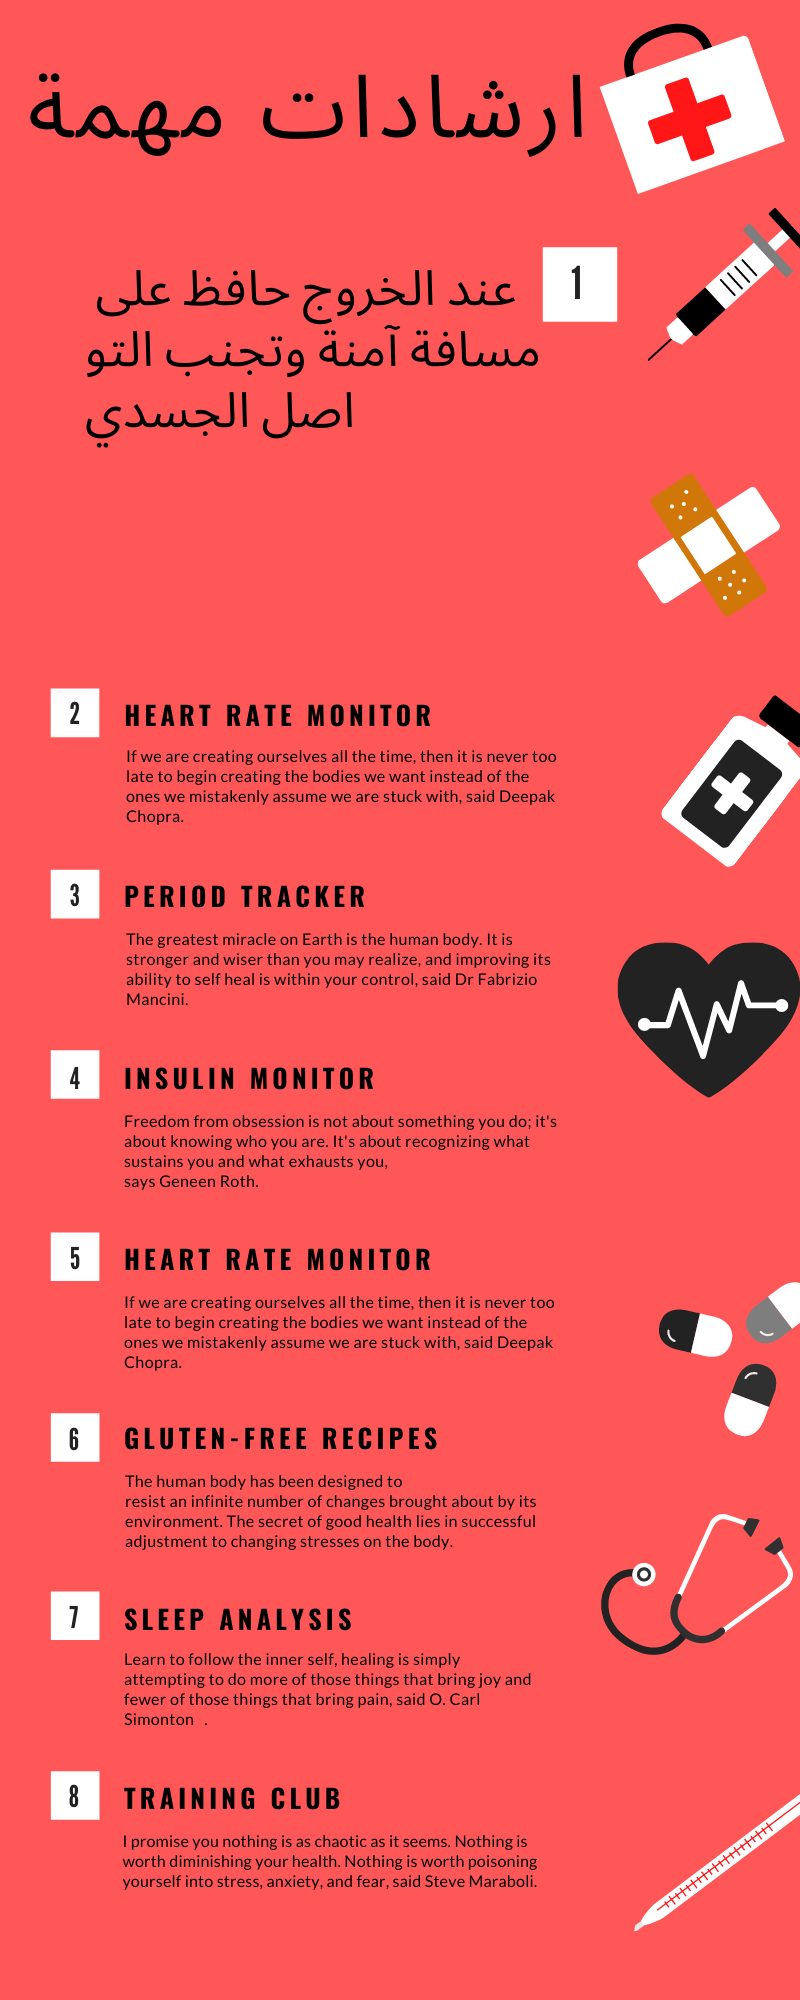 ارشادات مهمة
1
عند الخروج حافظ على
مسافة آمنة وتجنب التو
اصل الجسدي
2
HEART RATE MONITOR
If we are creating ourselves all the time, then it is never too
late to begin creating the bodies we want instead of the
ones we mistakenly assume we are stuck with, said Deepak
Chopra.
3
PERIOD TRACKER
The greatest miracle on Earth is the human body. It is
stronger and wiser than you may realize, and improving its
ability to self heal is within your control, said Dr Fabrizio
Mancini.
4
INSULIN MONITOR
Freedom from obsession is not about something you do; it's
about knowing who you are. It's about recognizing what
sustains you and what exhausts you,
says Geneen Roth.
5
HEART RATE MONITOR
If we are creating ourselves all the time, then it is never too
late to begin creating the bodies we want instead of the
ones we mistakenly assume we are stuck with, said Deepak
Chopra.
6
GLUTEN-FREE RECIPES
The human body has been designed to
resist an infinite number of changes brought about by its
environment. The secret of good health lies in successful
adjustment to changing stresses on the body.
7
SLEEP ANALYSIS
Learn to follow the inner self, healing is simply
attempting to do more of those things that bring joy and
fewer of those things that bring pain, said O. Carl
Simonton .
8
TRAINING CLUB
I promise you nothing is as chaotic as it seems. Nothing is
worth diminishing your health. Nothing is worth poisoning
yourself into stress, anxiety, and fear, said Steve Maraboli.